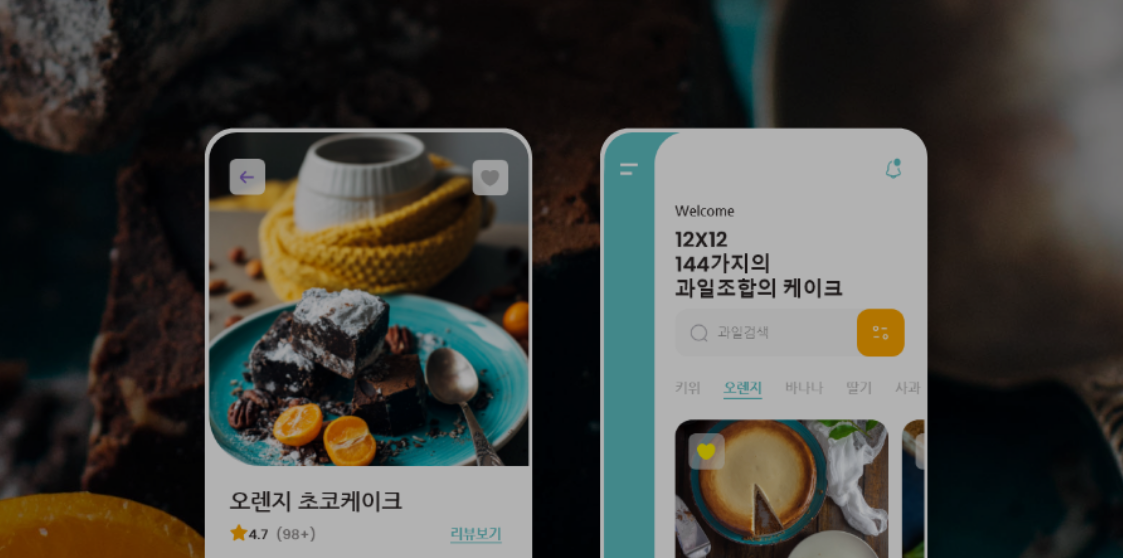 오렌지 초코케이크
4.7 (98+)
리뷰보기
Welcome
12X12
144가지의
과일조합의 케이크
과일검색
키위 오렌지 바나나 딸기 사과